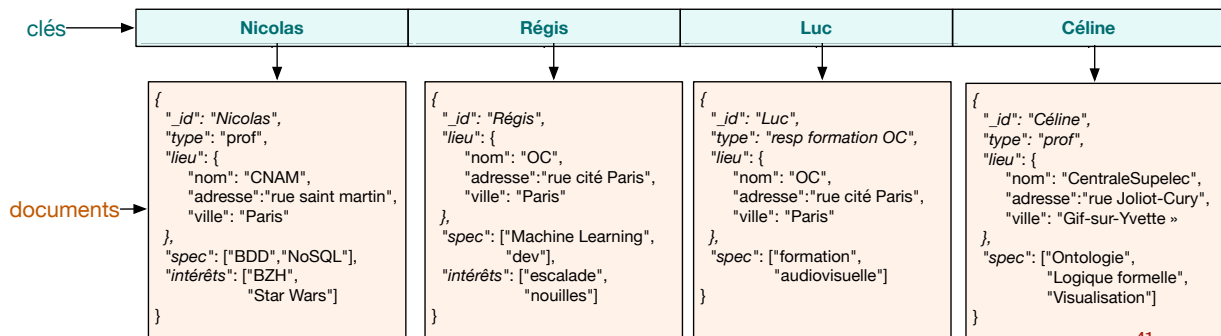 clés
Nicolas
Régis
Luc
Céline
documents
{
"_id": "Nicolas",
"type": "prof",
"lieu": {
"nom": "CNAM",
"adresse":"rue saint martin",
"ville": "Paris"
},
"spec": ["BDD","NoSQL"],
"intérêts": ["BZH",
"Star Wars"]
}
{
"_id": "Régis",
"lieu": {
"nom": "OC",
"adresse":"rue cité Paris",
"ville": "Paris"
},
"spec": ["Machine Learning",
"dev"],
"intérêts": ["escalade",
"nouilles"]
}
{
"_id": "Luc",
"type": "resp formation OC",
"lieu": {
"nom": "OC",
"adresse":"rue cité Paris",
"ville": "Paris"
},
"spec": ["formation",
"audiovisuelle"]
}
{
"_id": "Céline",
"type": "prof",
"lieu": {
"nom": "CentraleSupelec",
"adresse":"rue Joliot-Cury",
"ville": "Gif-sur-Yvette »
},
"spec": ["Ontologie",
"Logique formelle",
"Visualisation"]
}
41